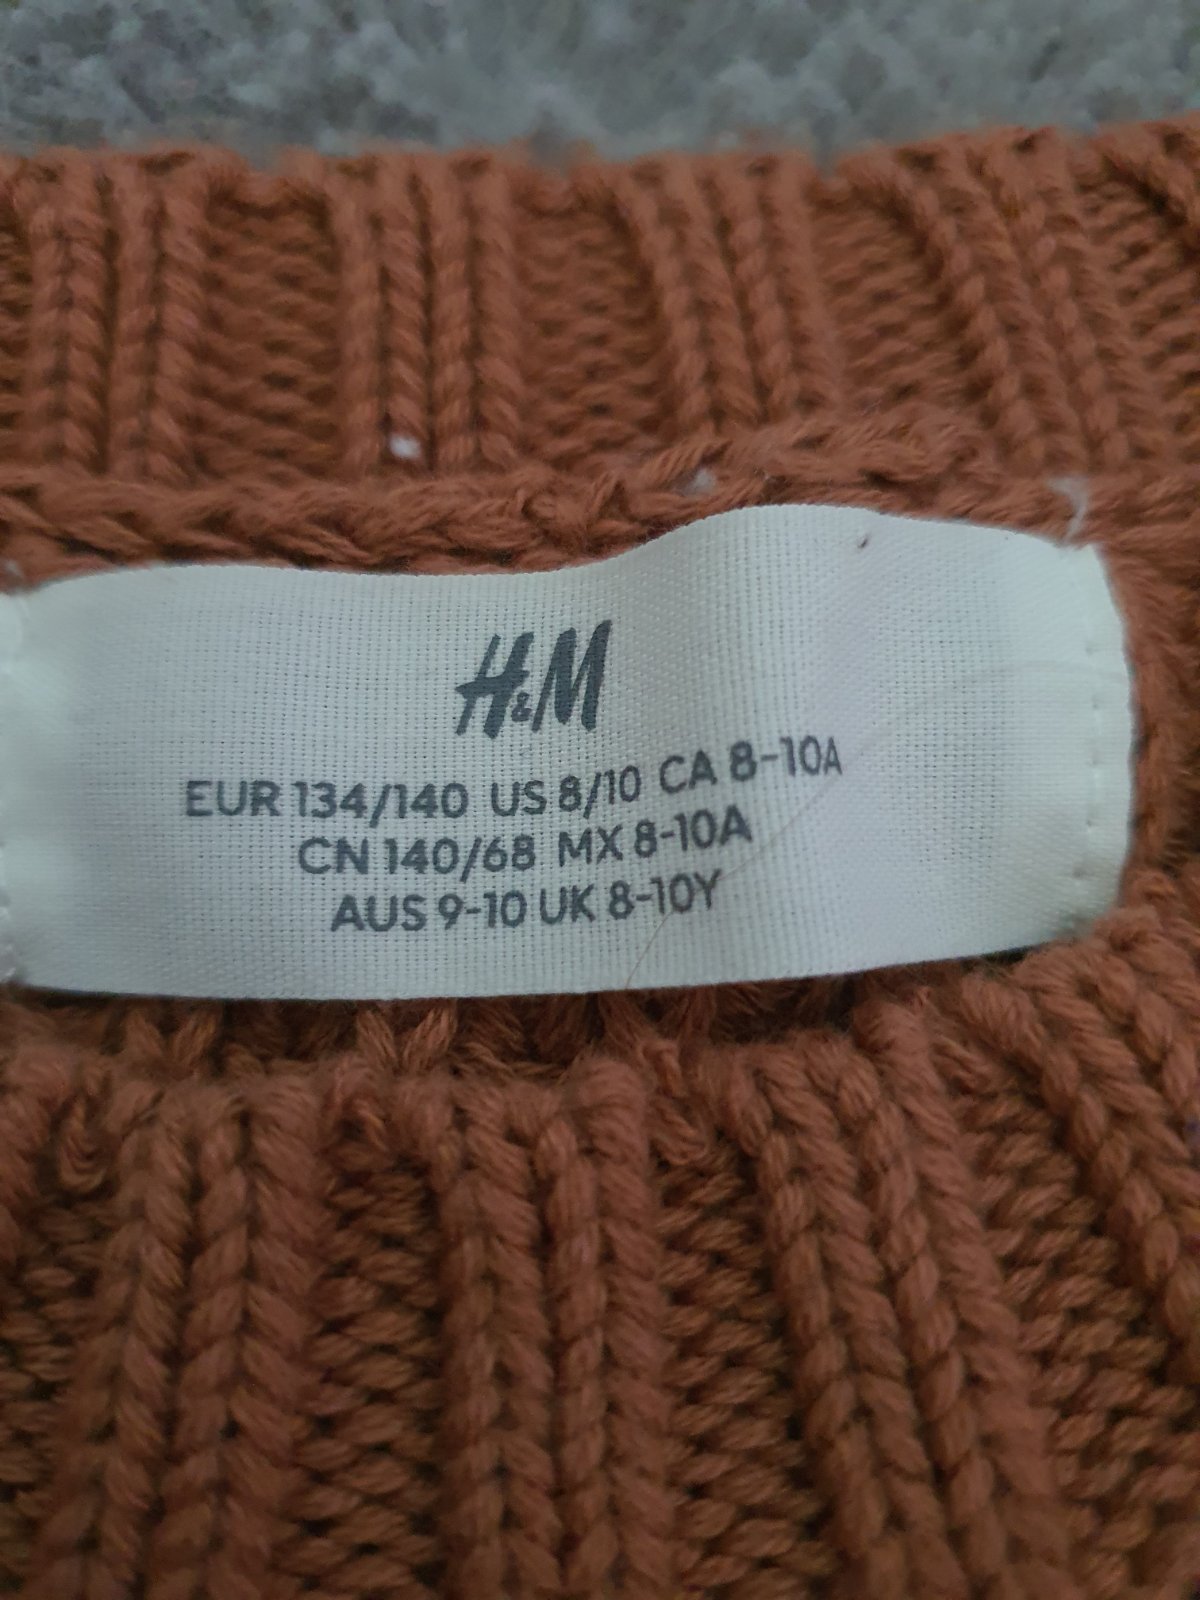 H&M
EUR 134/140 US 8/10 CA 8-10A
CN 140/68 MX 8-10A
AUS 9-10 UK 8-10Y